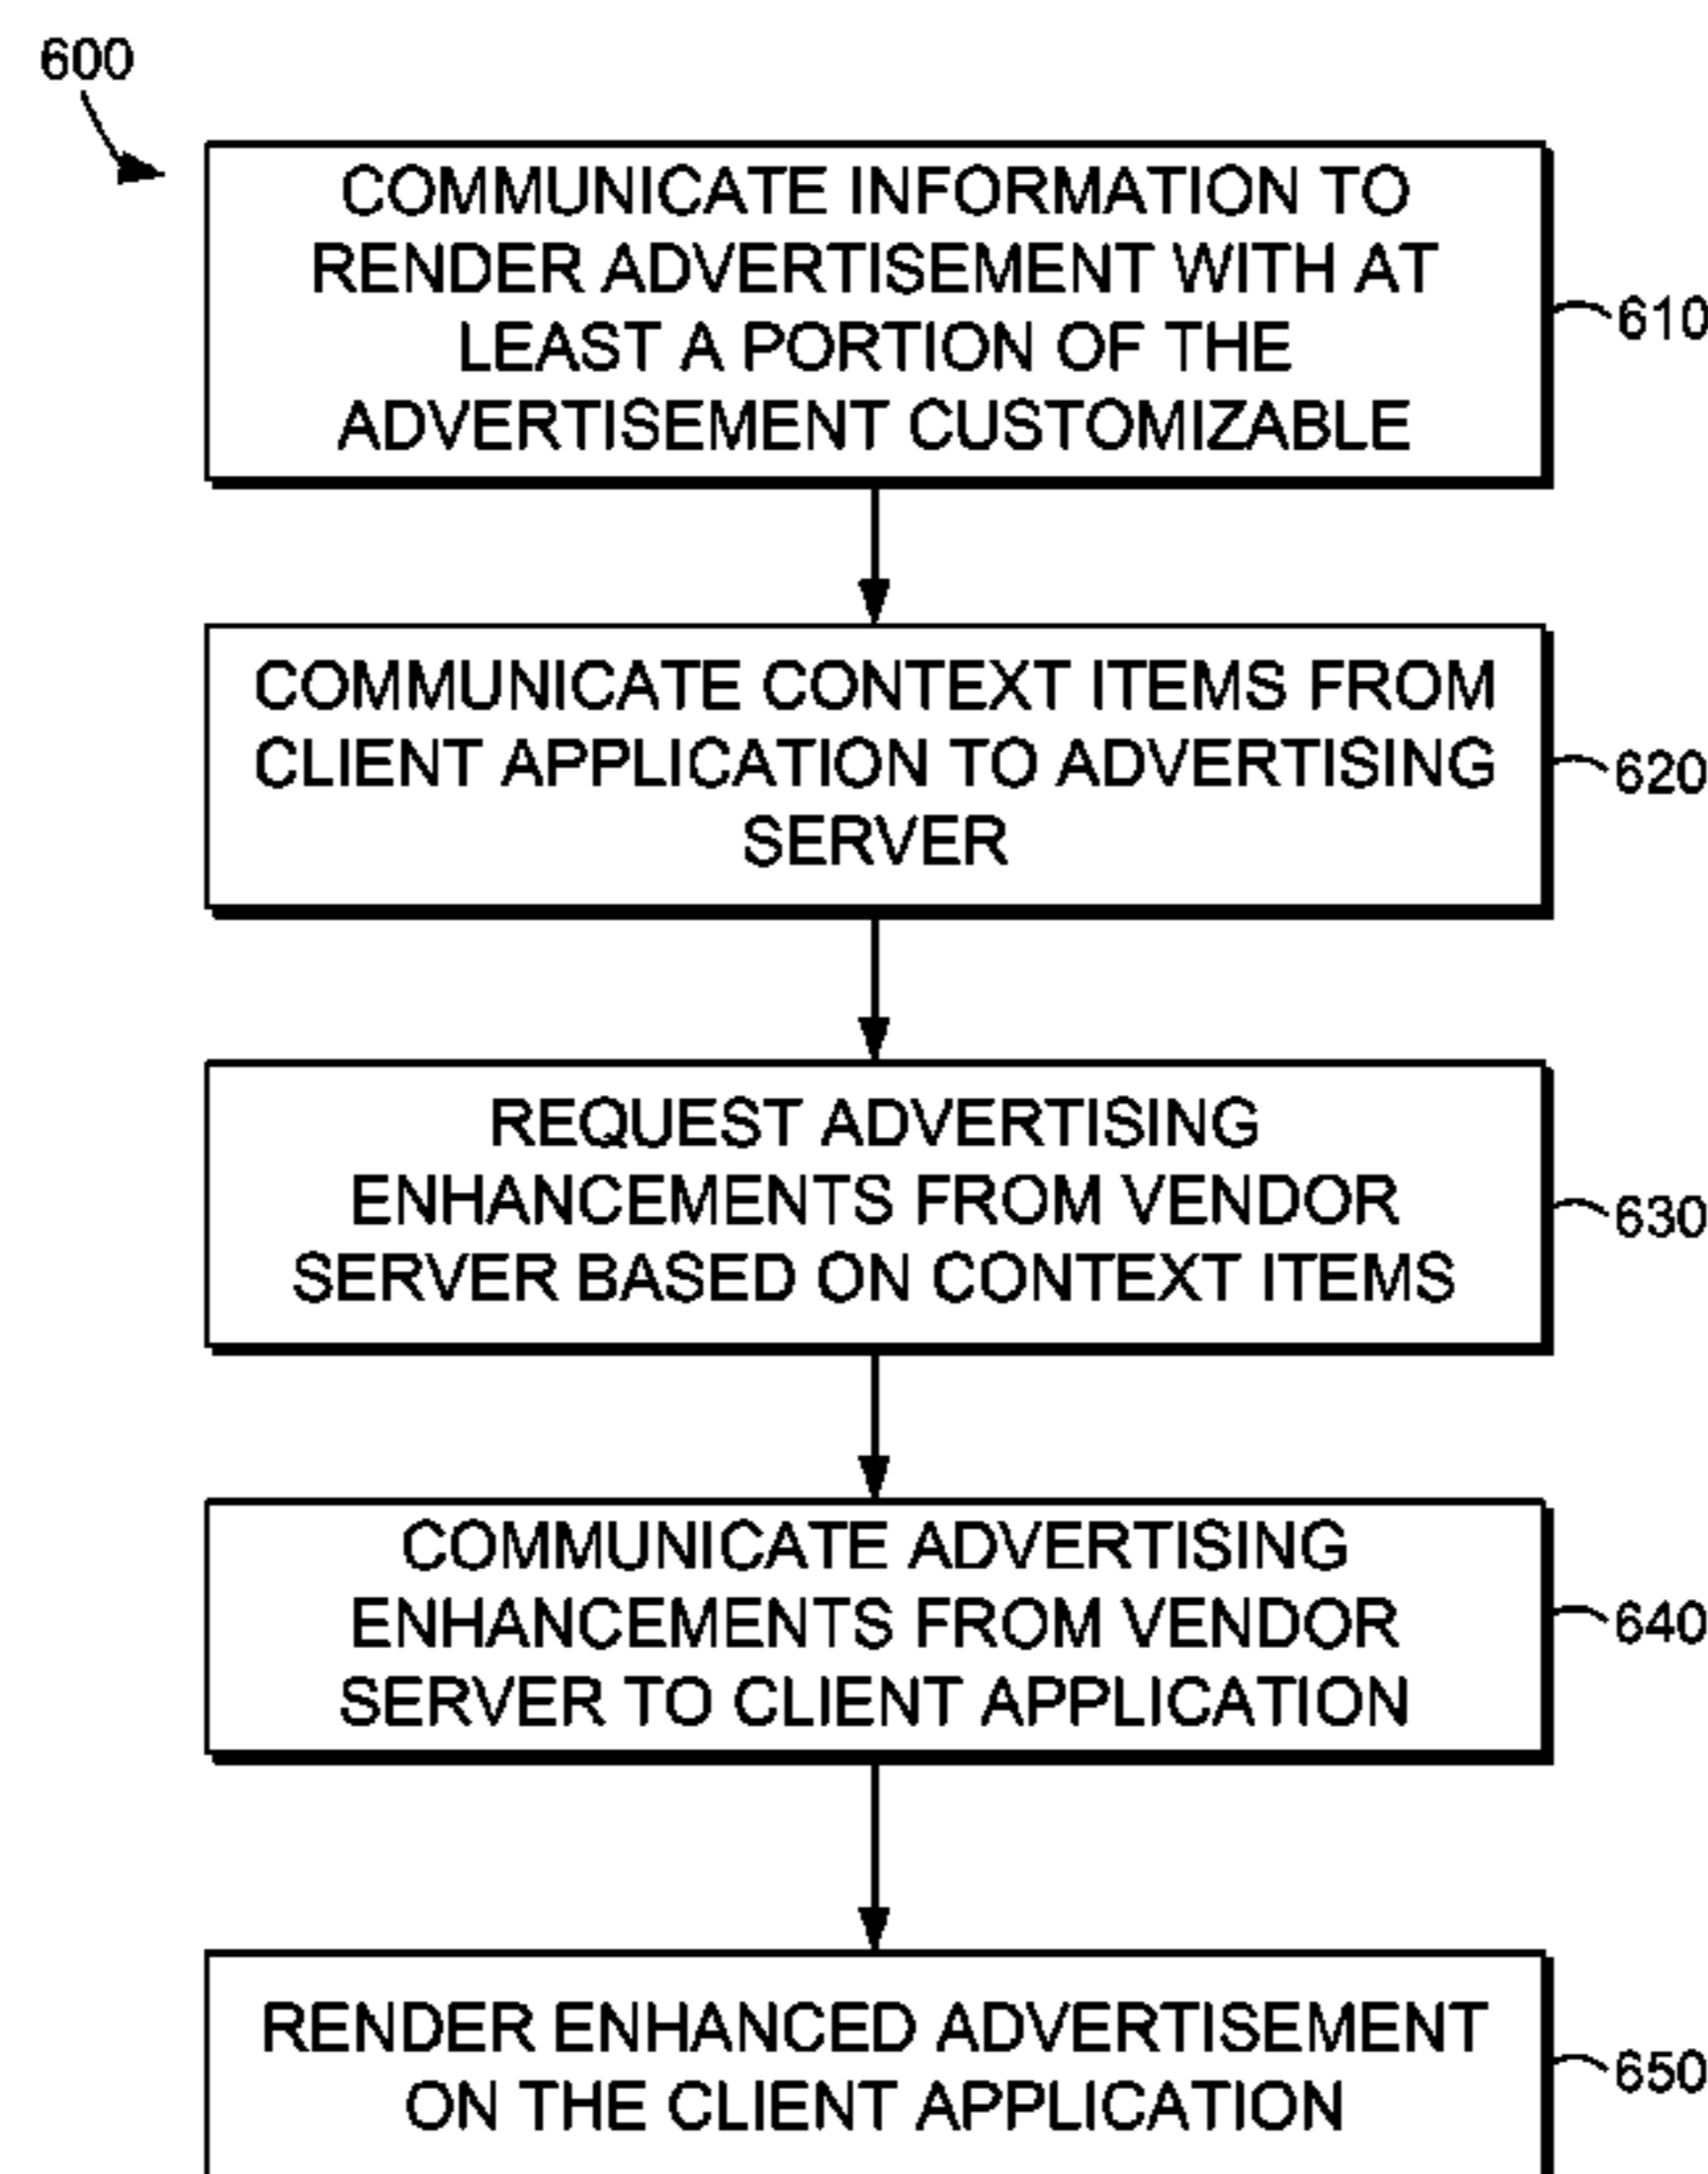 600
COMMUNICATE INFORMATION TO
RENDER ADVERTISEMENT WITH AT
LEAST A PORTION OF THE
ADVERTISEMENT CUSTOMIZABLE
610
COMMUNICATE CONTEXT ITEMS FROM
CLIENT APPLICATION TO ADVERTISING
SERVER
620
REQUEST ADVERTISING
ENHANCEMENTS FROM VENDOR
SERVER BASED ON CONTEXT ITEMS
630
COMMUNICATE ADVERTISING
ENHANCEMENTS FROM VENDOR
SERVER TO CLIENT APPLICATION
640
RENDER ENHANCED ADVERTISEMENT
ON THE CLIENT APPLICATION
650